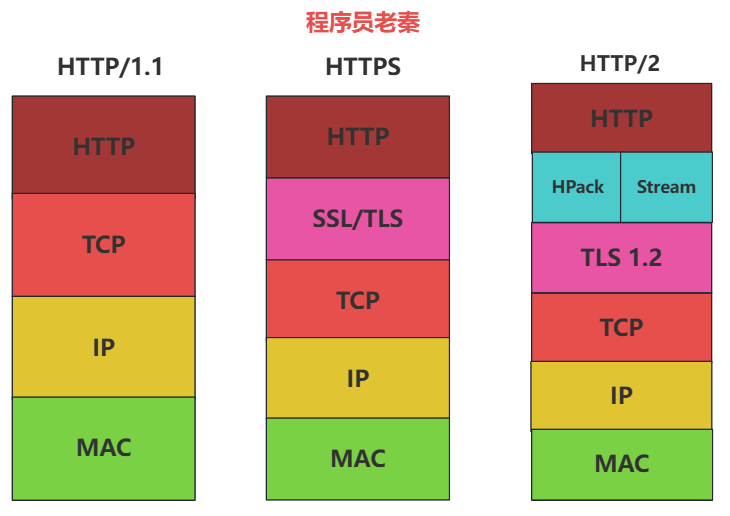 程序员老秦
HTTP/1.1
HTTP
TCP
IP
MAC
HTTPS
HTTP
SSL/TLS
TCP
IP
MAC
HTTP/2
HTTP
HPack
Stream
TLS 1.2
TCP
IP
MAC